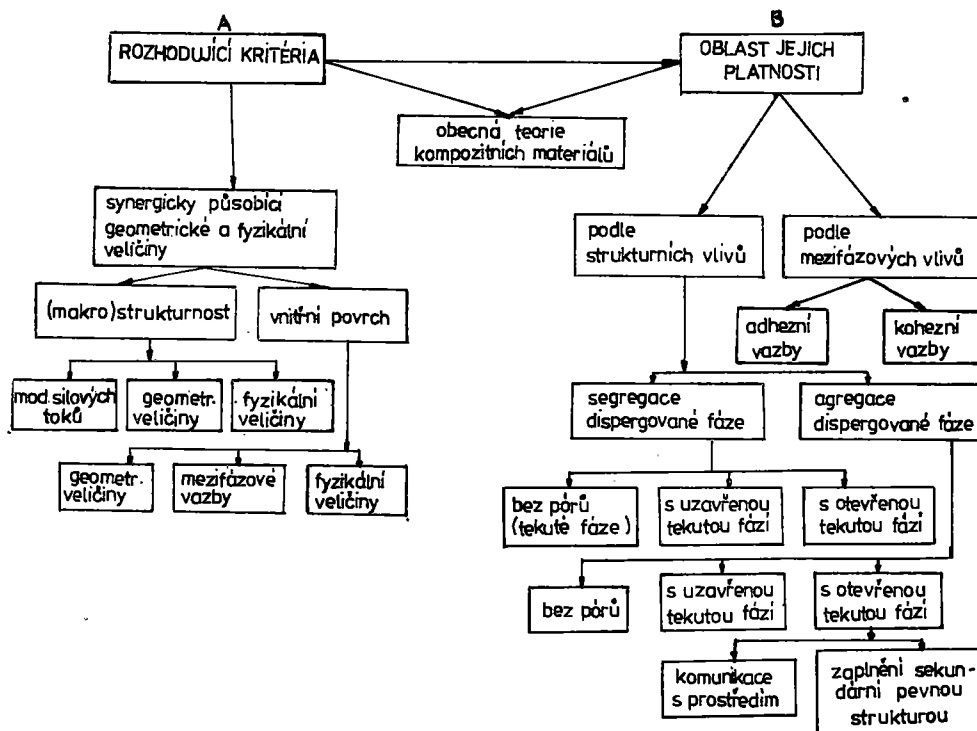 A
ROZHODUJÍCÍ KRITÉRIA
B
OBLAST JEJICH
PLATNOSTI
obecná teorie
kompozitních materiálů
synergicky působící
geometrické a fyzikální
veličiny
(makro)strukturnost
vnitřní povrch
mod. silových
toků
geometr.
veličiny
fyzikální
veličiny
geometr.
veličiny
mezifázové
vazby
fyzikální
veličiny
podle
strukturních vlivů
podle
mezifázových vlivů
adhezní
vazby
kohezní
vazby
segregace
dispergované fáze
agregace
dispergované fáze
bez pórů
(tekuté fáze)
s uzavřenou
tekutou fází
s otevřenou
tekutou fází
bez pórů
s uzavřenou
tekutou fází
s otevřenou
tekutou fází
komunikace
s prostředím
zaplnění sekun-
dární pevnou
strukturou